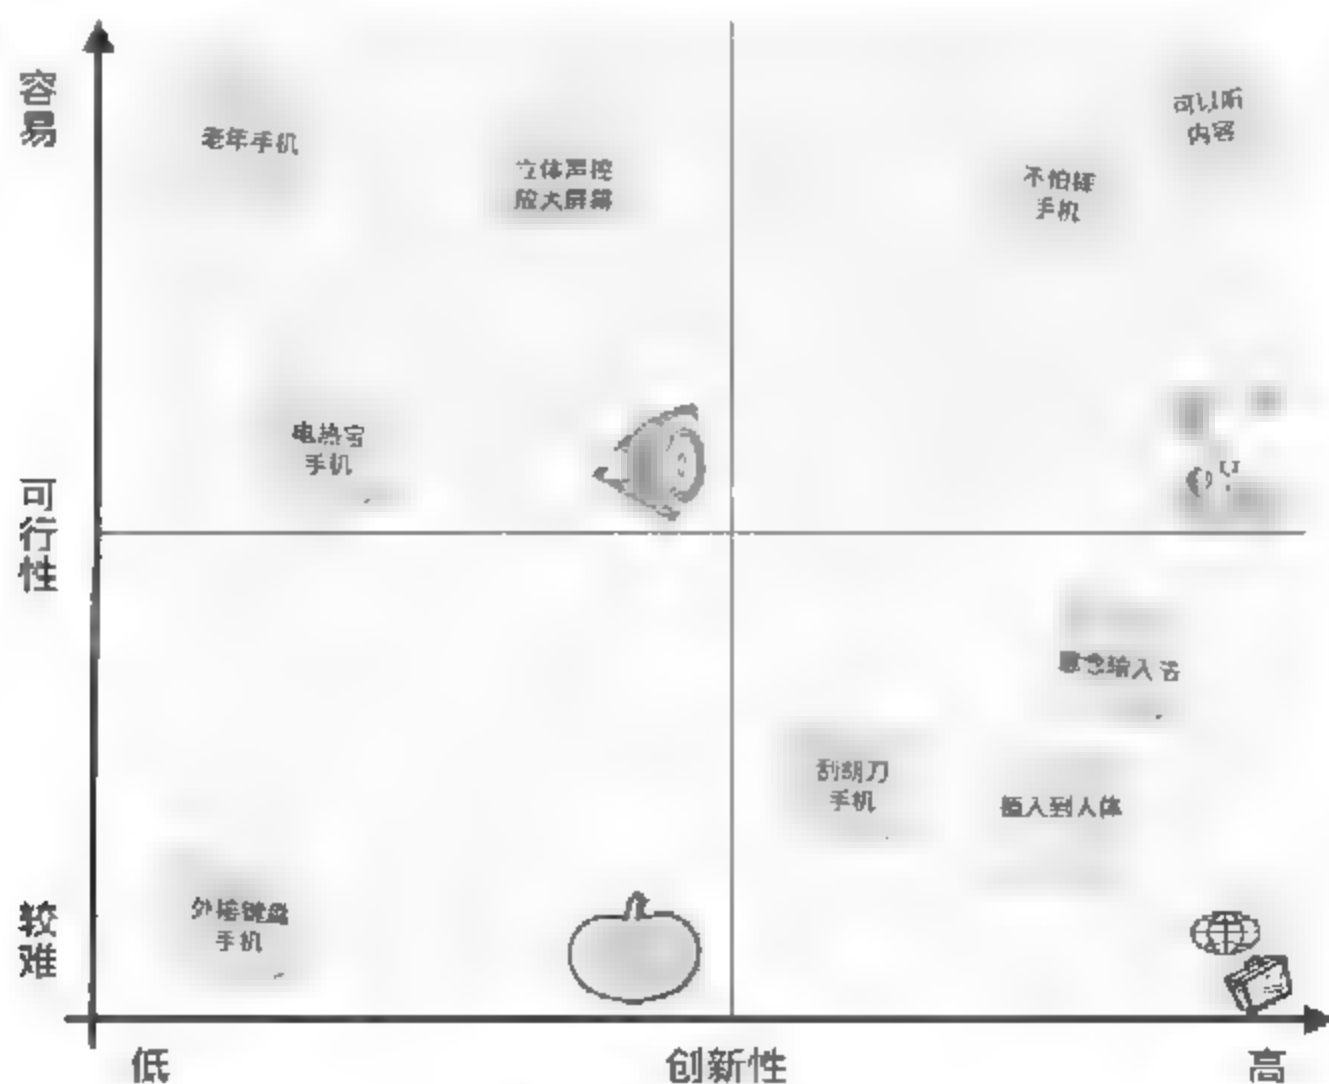 容易
老年手机
立体声控
放大屏幕
可以听
内容
不怕摔
手机
电热宝
手机
可行性
意念输入法
刮胡刀
手机
植入到人体
外接键盘
手机
较难
低
创新性
高